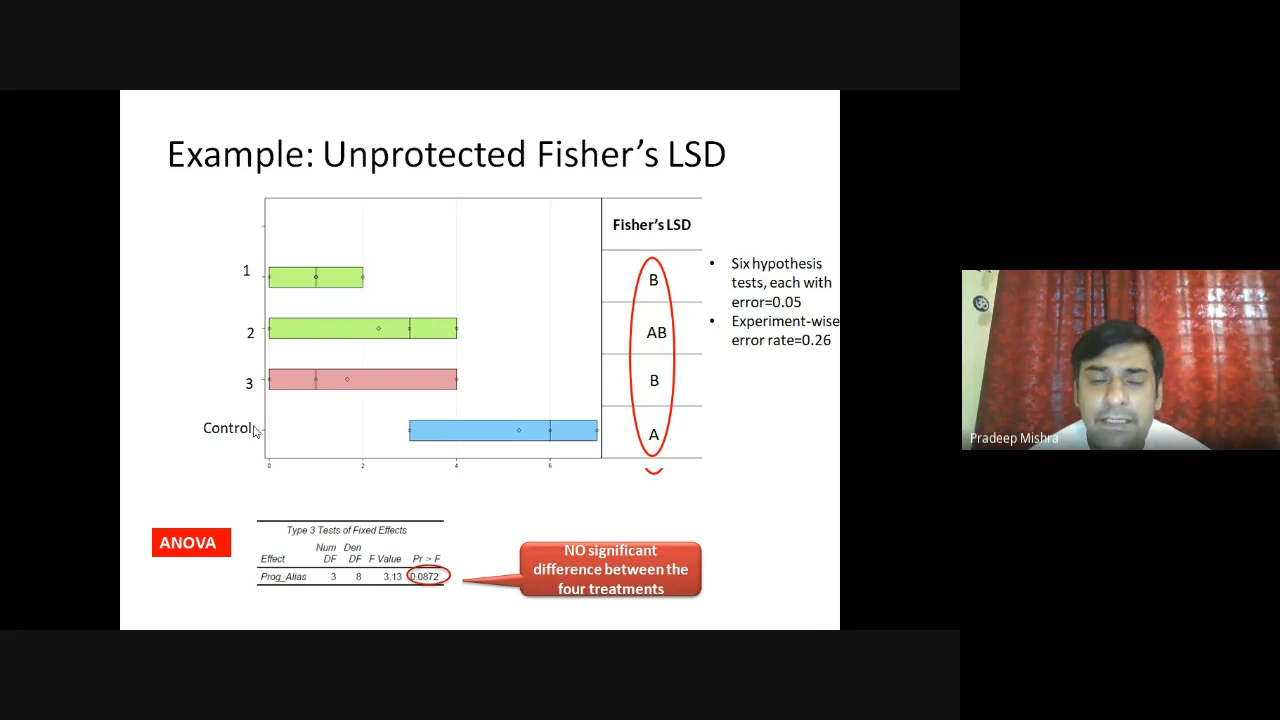 Example: Unprotected Fisher's LSD
Fisher's LSD
1
B
2
AB
3
B
Control
A
0
2
4
6
• Six hypothesis
tests, each with
error=0.05
• Experiment-wise
error rate=0.26
ANOVA
Type 3 Tests of Fixed Effects
Num Den
Effect DF DF F Value Pr > F
Prog_Alias 3 8 3.13 0.0872
NO significant
difference between the
four treatments
Pradeep Mishra